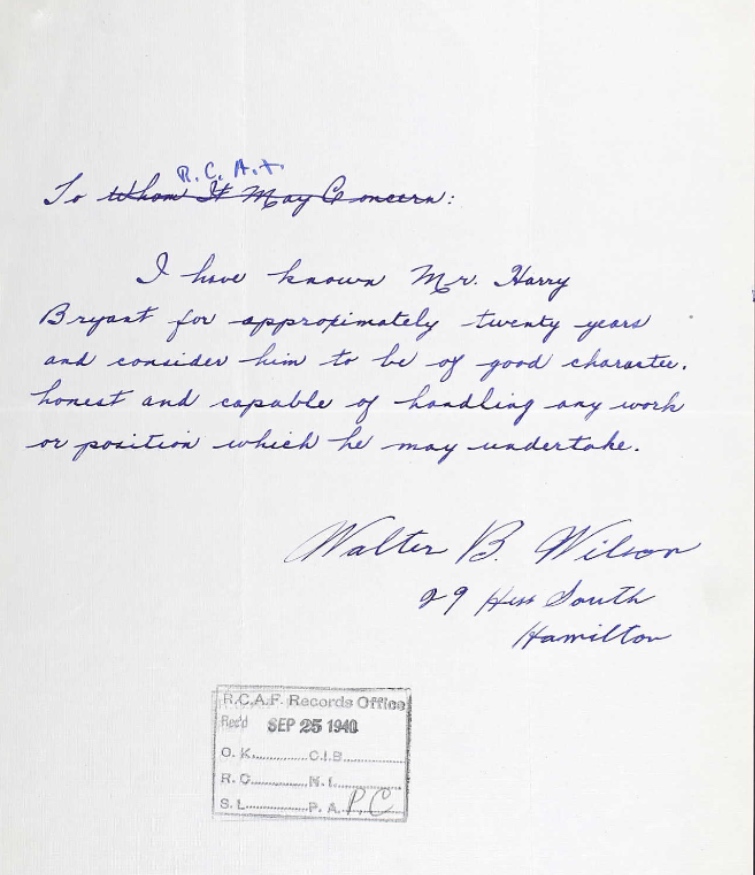 R. C. A. F.
To Whom It May Concern:
I have known Mr. Harry
Bryant for approximately twenty years
and consider him to be of good character.
honest and capable of handling any work
or position which he may undertake.
Walter B. Wilson
29 Hess South
Hamilton
R.C.A.F. Records Office
Rec'd SEP 25 1940
O. K. C.I.B.
R. C. N. I.
S. L. P. A. P.C